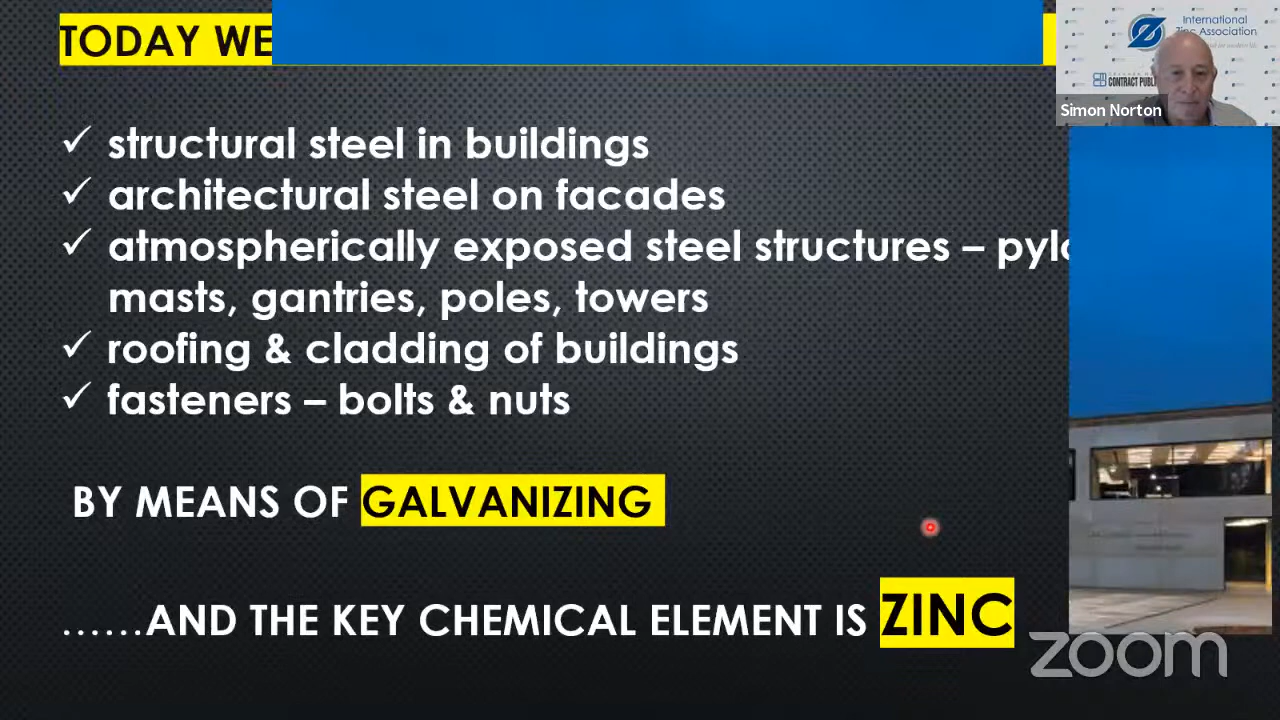 TODAY WE
✓ structural steel in buildings
✓ architectural steel on facades
✓ atmospherically exposed steel structures –
masts, gantries, poles, towers
✓ roofing & cladding of buildings
✓ fasteners – bolts & nuts
BY MEANS OF GALVANIZING
......AND THE KEY CHEMICAL ELEMENT IS ZINC
International
Zinc Association
CONTRACT
Simon Norton
zoom